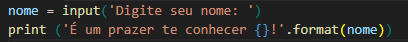 nome = input('Digite seu nome: ')
print ('É um prazer te conhecer {}!'.format(nome))